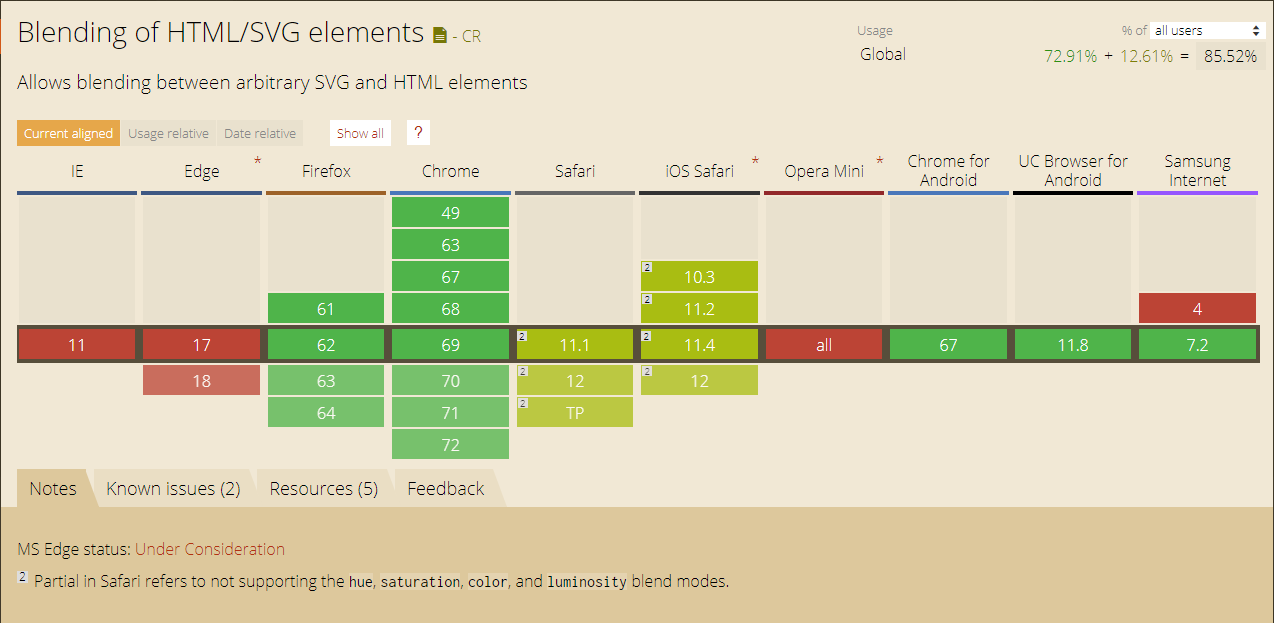 Blending of HTML/SVG elements - CR
Usage % of all users
Global 72.91% + 12.61% = 85.52%
Allows blending between arbitrary SVG and HTML elements
Current aligned Usage relative Date relative Show all ?
IE Edge * Firefox Chrome Safari iOS Safari * Opera Mini * Chrome for Android UC Browser for Android Samsung Internet
49
63
67 2 10.3
61 68 2 11.2 4
11 17 62 69 2 11.1 2 11.4 all 67 11.8 7.2
18 63 70 2 12 2 12
64 71 2 TP
72
Notes Known issues (2) Resources (5) Feedback
MS Edge status: Under Consideration
2 Partial in Safari refers to not supporting the hue, saturation, color, and luminosity blend modes.